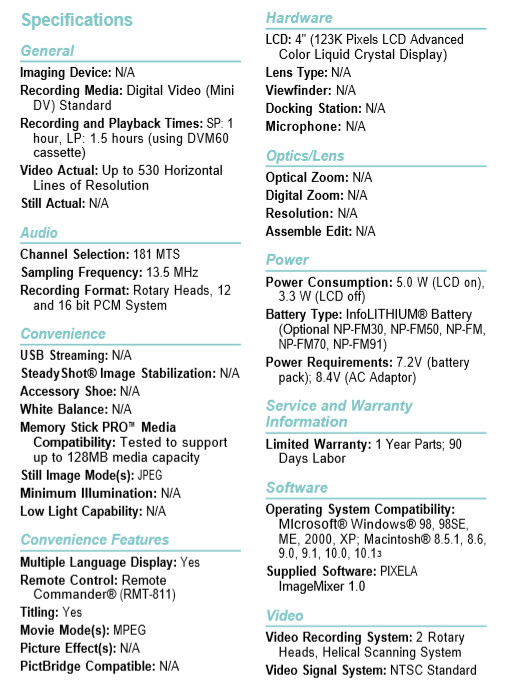 Specifications
General
Imaging Device: N/A
Recording Media: Digital Video (Mini
DV) Standard
Recording and Playback Times: SP: 1
hour, LP: 1.5 hours (using DVM60
cassette)
Video Actual: Up to 530 Horizontal
Lines of Resolution
Still Actual: N/A
Audio
Channel Selection: 181 MTS
Sampling Frequency: 13.5 MHz
Recording Format: Rotary Heads, 12
and 16 bit PCM System
Convenience
USB Streaming: N/A
SteadyShot® Image Stabilization: N/A
Accessory Shoe: N/A
White Balance: N/A
Memory Stick PRO™ Media
Compatibility: Tested to support
up to 128MB media capacity
Still Image Mode(s): JPEG
Minimum Illumination: N/A
Low Light Capability: N/A
Convenience Features
Multiple Language Display: Yes
Remote Control: Remote
Commander® (RMT-811)
Titling: Yes
Movie Mode(s): MPEG
Picture Effect(s): N/A
PictBridge Compatible: N/A
Hardware
LCD: 4" (123K Pixels LCD Advanced
Color Liquid Crystal Display)
Lens Type: N/A
Viewfinder: N/A
Docking Station: N/A
Microphone: N/A
Optics/Lens
Optical Zoom: N/A
Digital Zoom: N/A
Resolution: N/A
Assemble Edit: N/A
Power
Power Consumption: 5.0 W (LCD on),
3.3 W (LCD off)
Battery Type: InfoLITHIUM® Battery
(Optional NP-FM30, NP-FM50, NP-FM,
NP-FM70, NP-FM91)
Power Requirements: 7.2V (battery
pack); 8.4V (AC Adaptor)
Service and Warranty
Information
Limited Warranty: 1 Year Parts; 90
Days Labor
Software
Operating System Compatibility:
MIcrosoft® Windows® 98, 98SE,
ME, 2000, XP; Macintosh® 8.5.1, 8.6,
9.0, 9.1, 10.0, 10.13
Supplied Software: PIXELA
ImageMixer 1.0
Video
Video Recording System: 2 Rotary
Heads, Helical Scanning System
Video Signal System: NTSC Standard